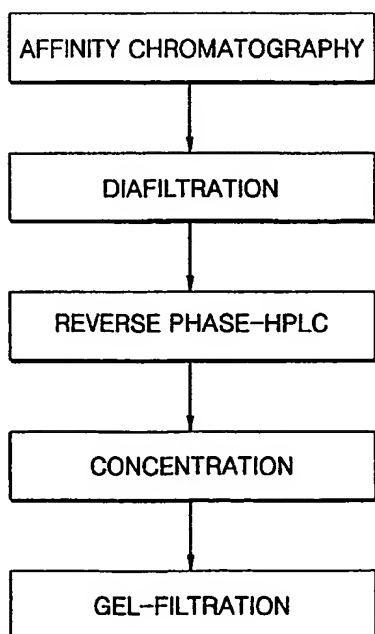 AFFINITY CHROMATOGRAPHY
DIAFILTRATION
REVERSE PHASE-HPLC
CONCENTRATION
GEL-FILTRATION